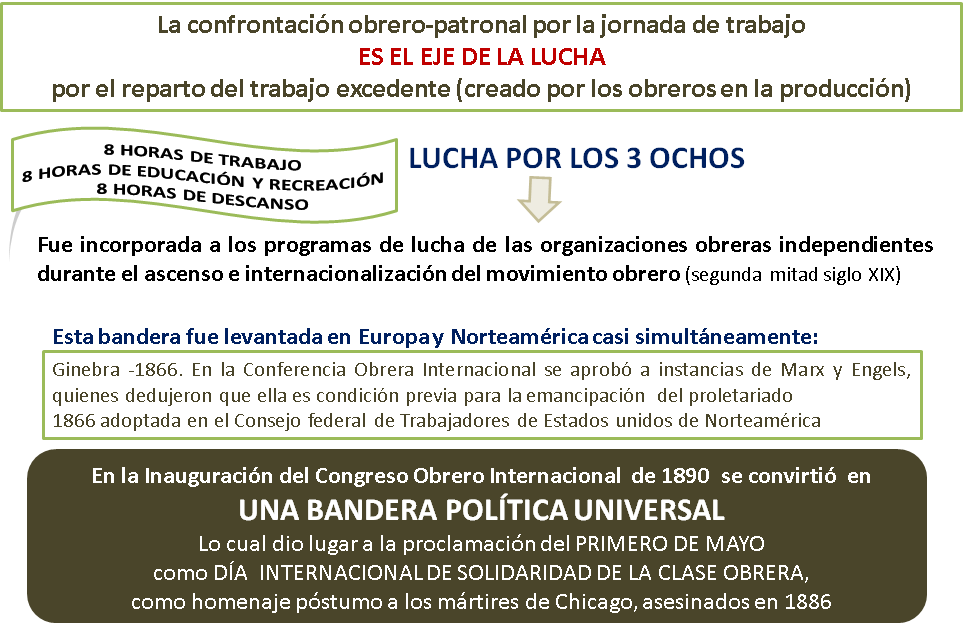 La confrontación obrero-patronal por la jornada de trabajo
ES EL EJE DE LA LUCHA
por el reparto del trabajo excedente (creado por los obreros en la producción)
8 HORAS DE TRABAJO
8 HORAS DE EDUCACIÓN Y RECREACIÓN
8 HORAS DE DESCANSO
LUCHA POR LOS 3 OCHOS
Fue incorporada a los programas de lucha de las organizaciones obreras independientes
durante el ascenso e internacionalización del movimiento obrero (segunda mitad siglo XIX)
Esta bandera fue levantada en Europa y Norteamérica casi simultáneamente:
Ginebra -1866. En la Conferencia Obrera Internacional se aprobó a instancias de Marx y Engels,
quienes dedujeron que ella es condición previa para la emancipación del proletariado
1866 adoptada en el Consejo federal de Trabajadores de Estados unidos de Norteamérica
En la Inauguración del Congreso Obrero Internacional de 1890 se convirtió en
UNA BANDERA POLÍTICA UNIVERSAL
Lo cual dio lugar a la proclamación del PRIMERO DE MAYO
como DÍA INTERNACIONAL DE SOLIDARIDAD DE LA CLASE OBRERA,
como homenaje póstumo a los mártires de Chicago, asesinados en 1886